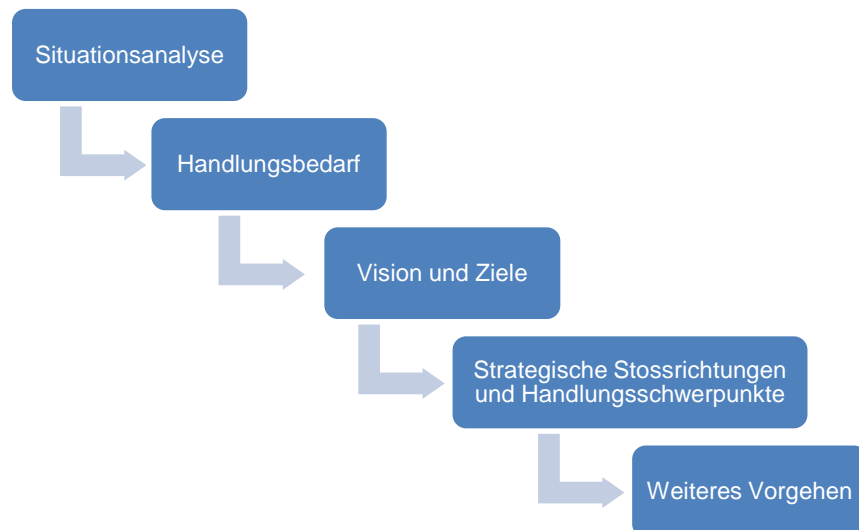 Situationsanalyse
Handlungsbedarf
Vision und Ziele
Strategische Stossrichtungen
und Handlungsschwerpunkte
Weiteres Vorgehen